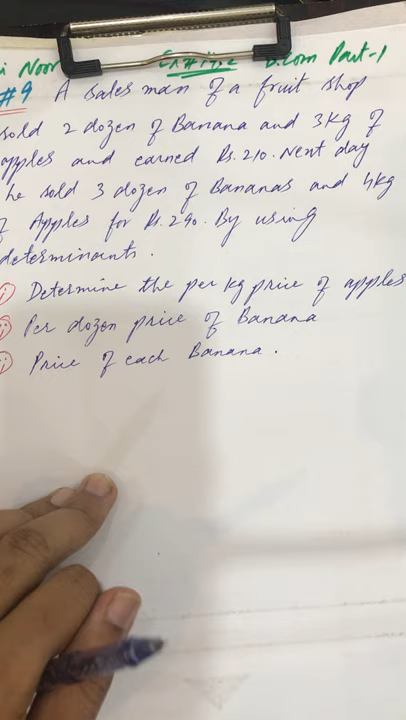 i Noor B.Com Part-1
#9 A sales man of a fruit shop
sold 2 dozen of Banana and 3Kg of
apples and earned Rs.210. Next day
he sold 3 dozen of Bananas and 4kg
of Apples for Rs.290. By using
determinants.
i) Determine the per kg price of apples
ii) Per dozen price of Banana
iii) Price of each Banana.